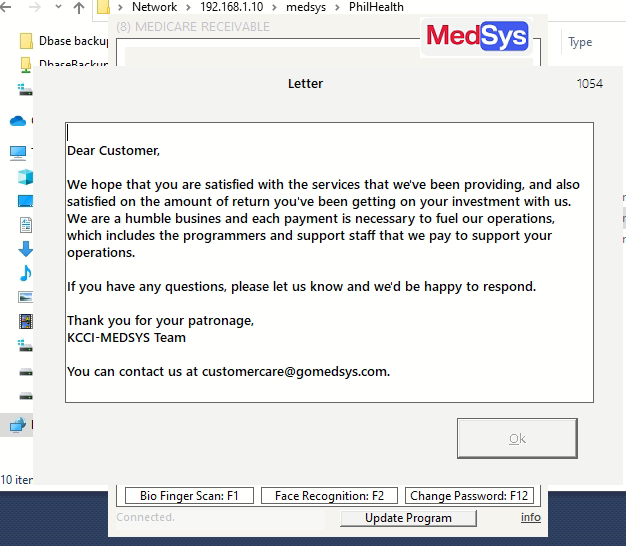 Network > 192.168.1.10 > medsys > PhilHealth
(8) MEDICARE RECEIVABLE
MedSys
Dbase backup
Type
DbaseBackup
Letter
1054
Dear Customer,
We hope that you are satisfied with the services that we've been providing, and also
satisfied on the amount of return you've been getting on your investment with us.
We are a humble busines and each payment is necessary to fuel our operations,
which includes the programmers and support staff that we pay to support your
operations.
If you have any questions, please let us know and we'd be happy to respond.
Thank you for your patronage,
KCCI-MEDSYS Team
You can contact us at customercare@gomedsys.com.
Ok
10 iter
Bio Finger Scan: F1
Face Recognition: F2
Change Password: F12
Connected.
Update Program
info